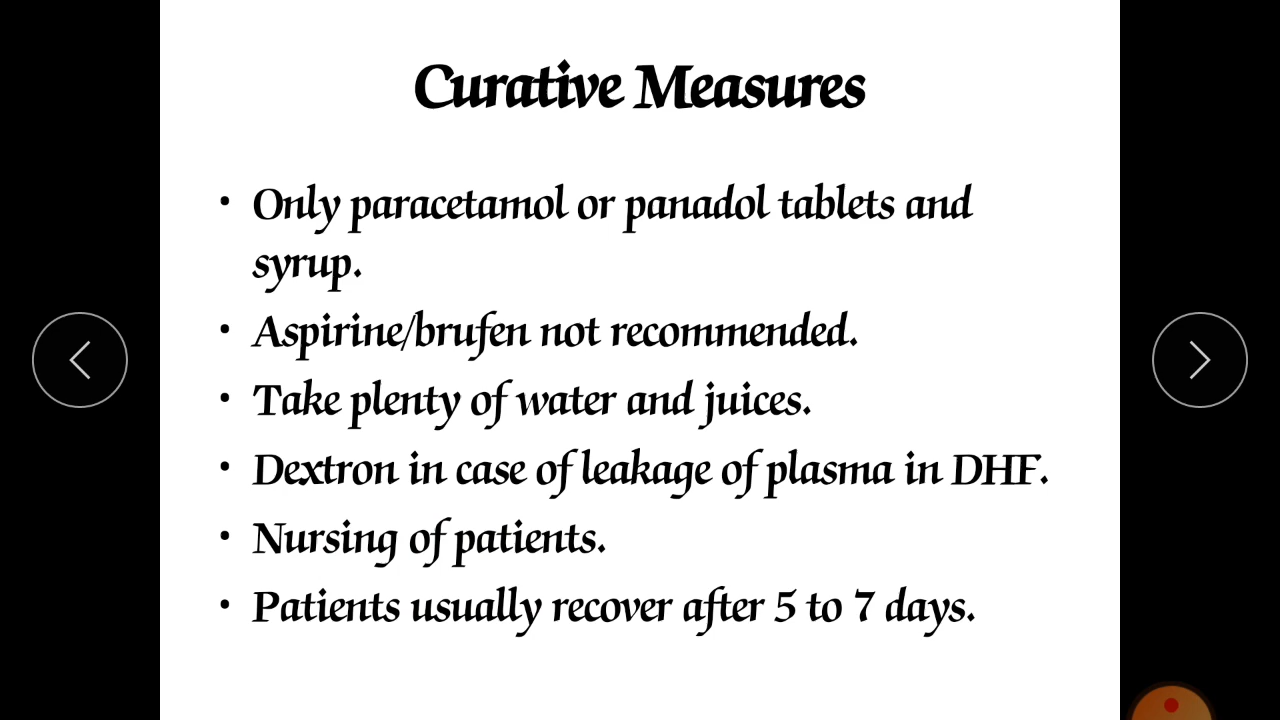 Curative Measures
• Only paracetamol or panadol tablets and
syrup.
• Aspirine/brufen not recommended.
• Take plenty of water and juices.
• Dextron in case of leakage of plasma in DHF.
• Nursing of patients.
• Patients usually recover after 5 to 7 days.